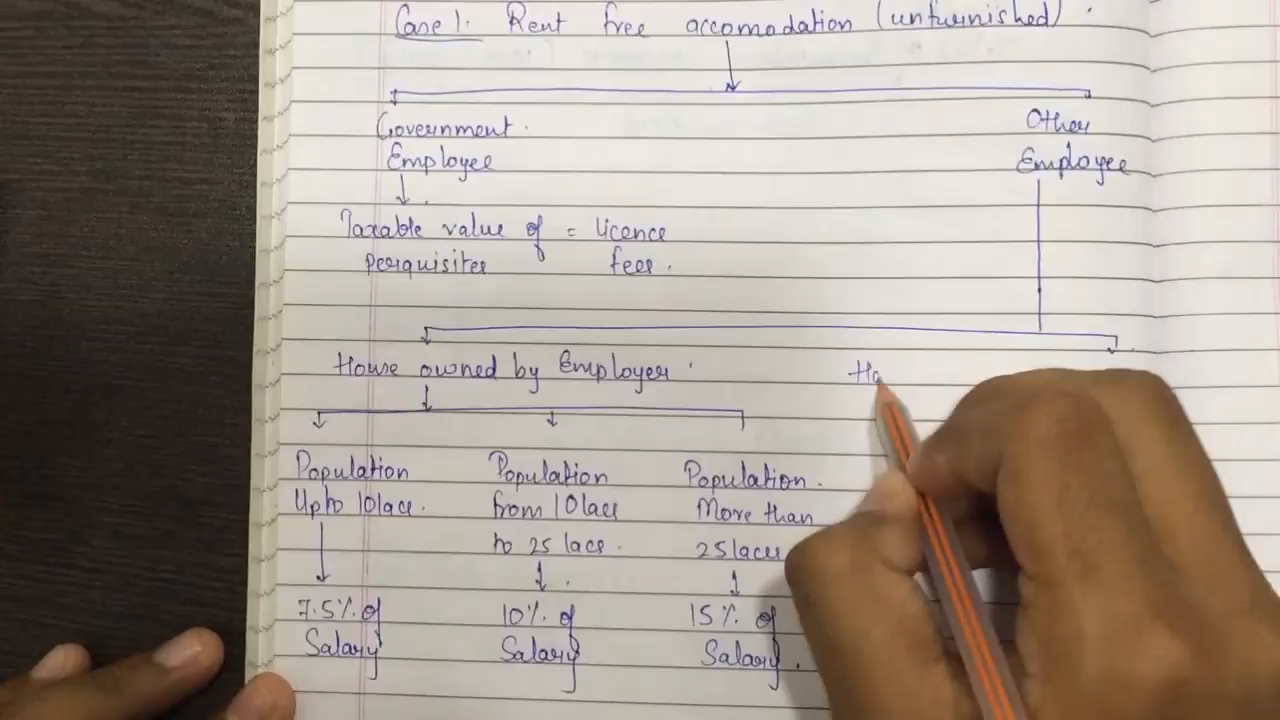 Case 1: Rent free accomodation (unfurnished)
Government
Employee
Other
Employee
Taxable value of = licence
perquisites fees.
House owned by Employer
Ho
Population
Upto 10 lacs.
Population
from 10 lacs
to 25 lacs.
Population.
More than
25 lacs
7.5% of
Salary
10% of
Salary
15% of
Salary.